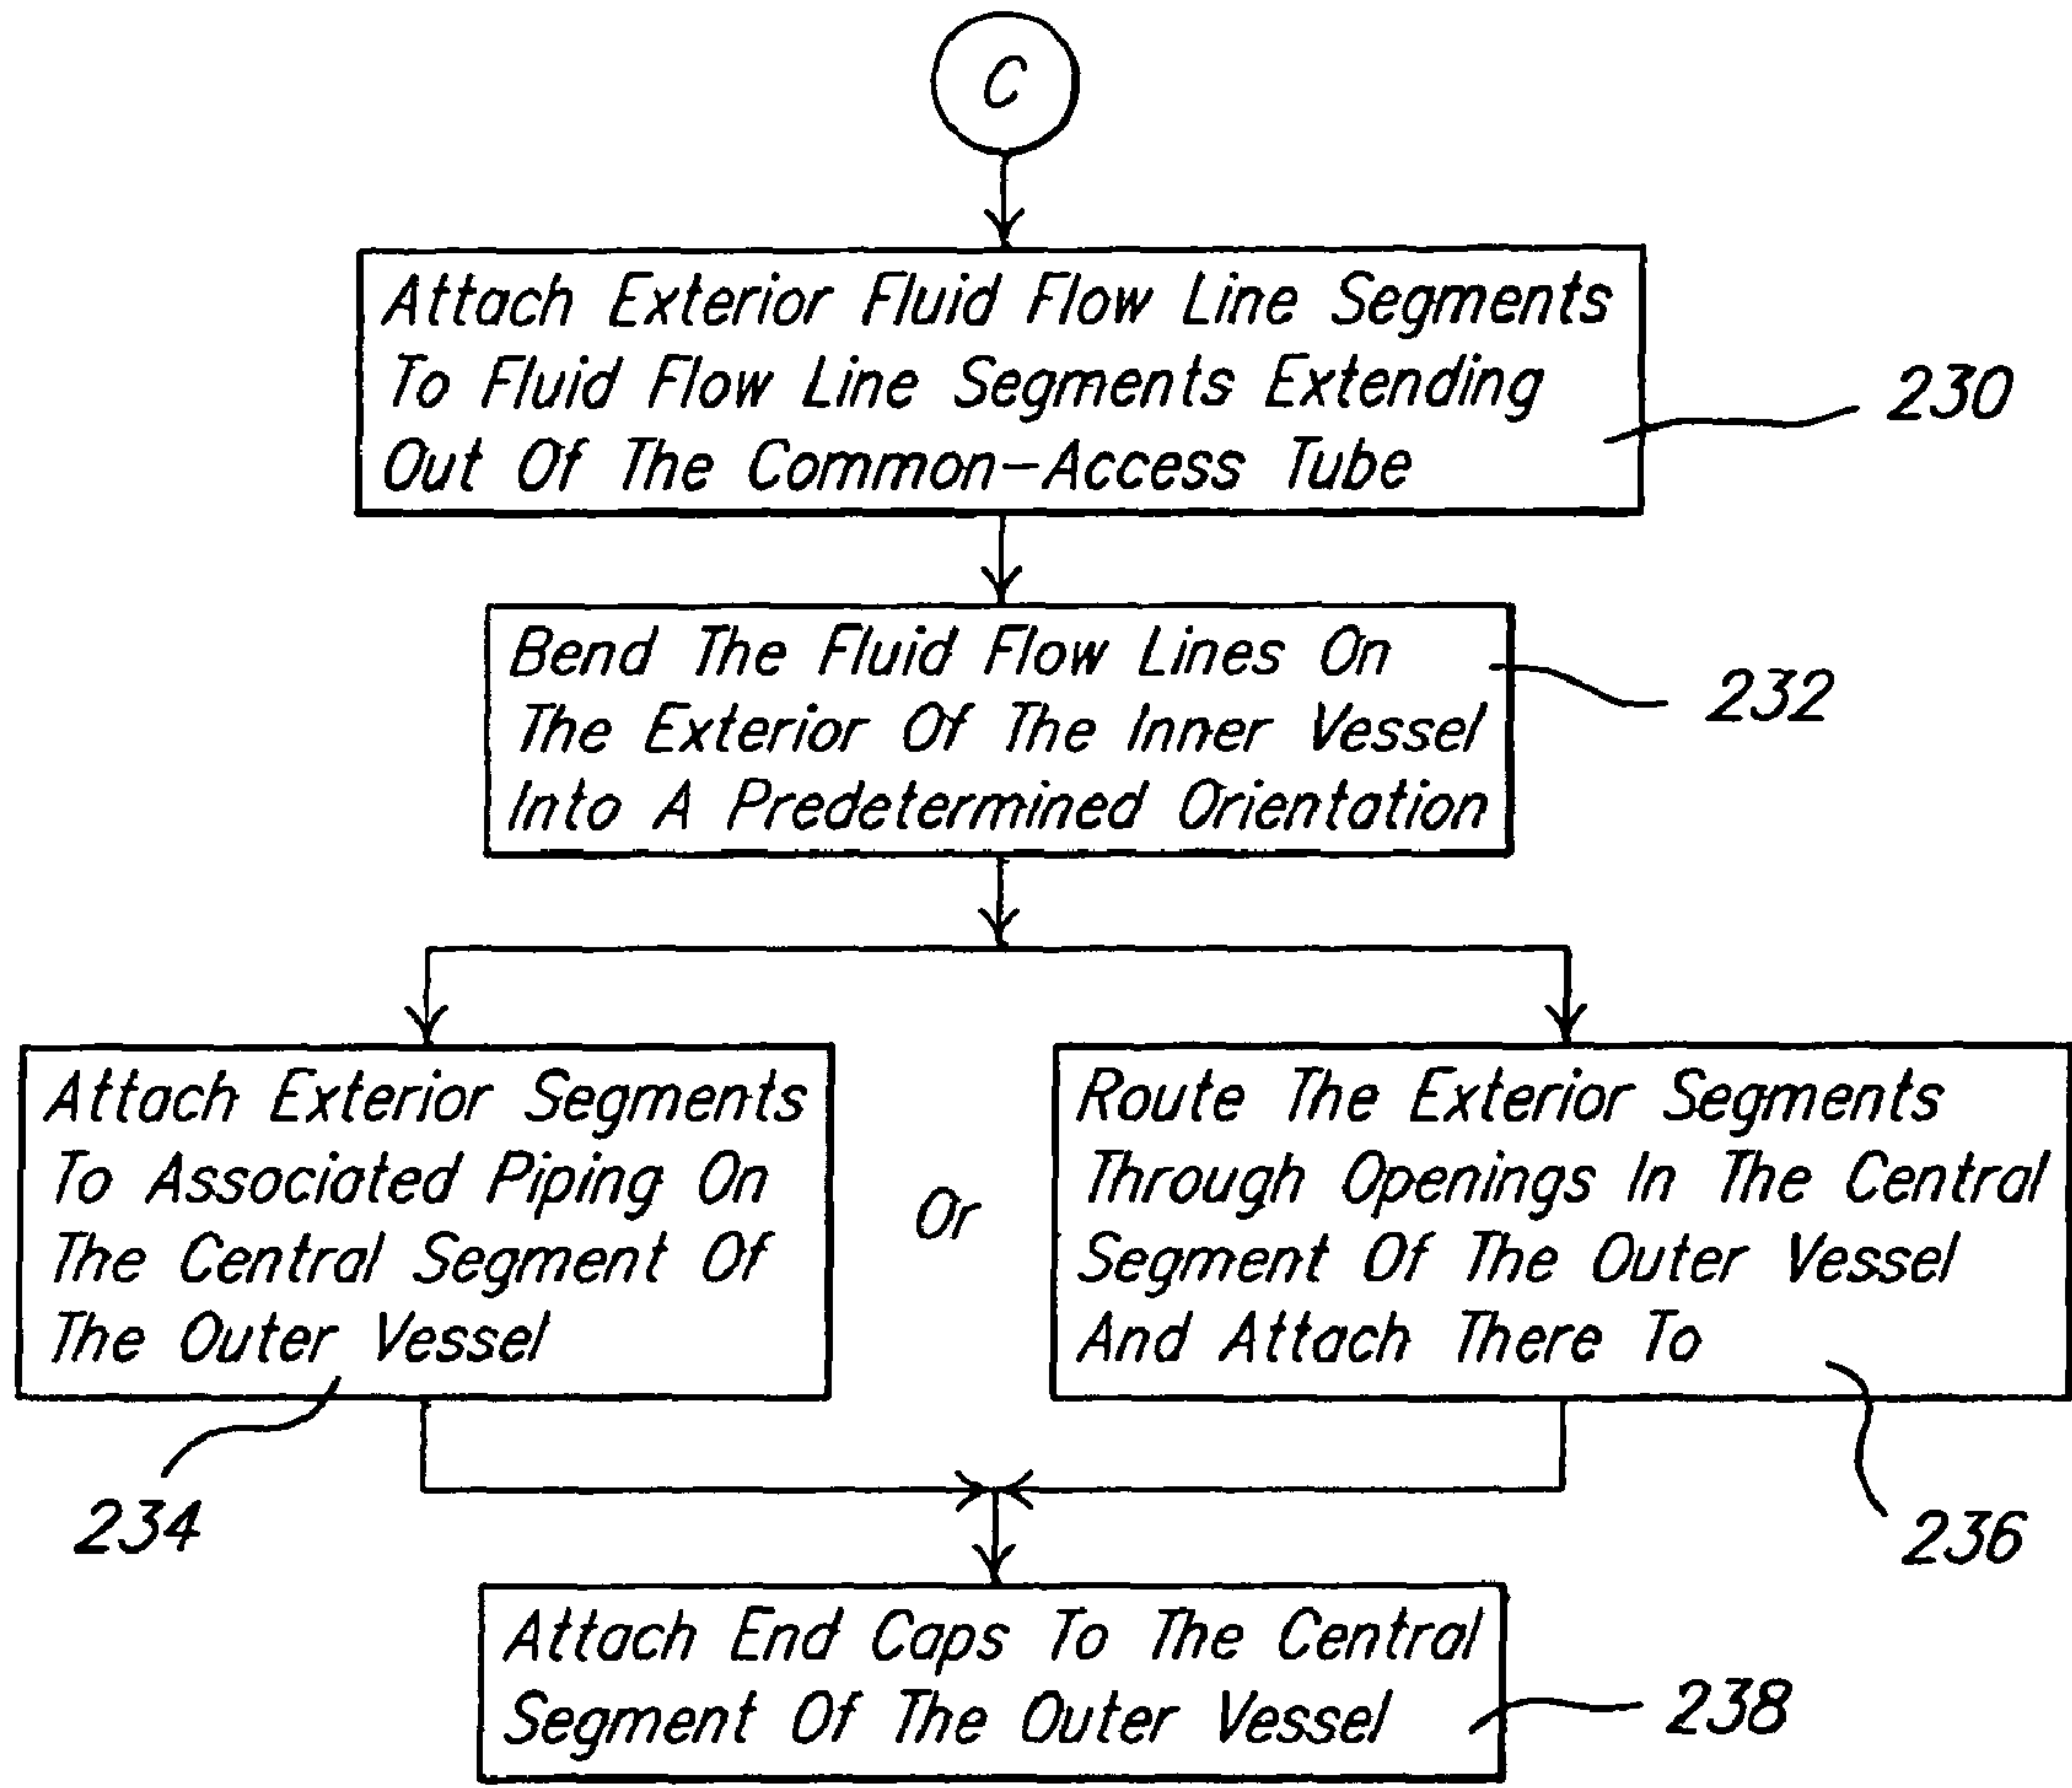 C
Attach Exterior Fluid Flow Line Segments
To Fluid Flow Line Segments Extending
Out Of The Common-Access Tube
230
Bend The Fluid Flow Lines On
The Exterior Of The Inner Vessel
Into A Predetermined Orientation
232
Attach Exterior Segments
To Associated Piping On
The Central Segment Of
The Outer Vessel
234
Or
Route The Exterior Segments
Through Openings In The Central
Segment Of The Outer Vessel
And Attach There To
236
Attach End Caps To The Central
Segment Of The Outer Vessel
238